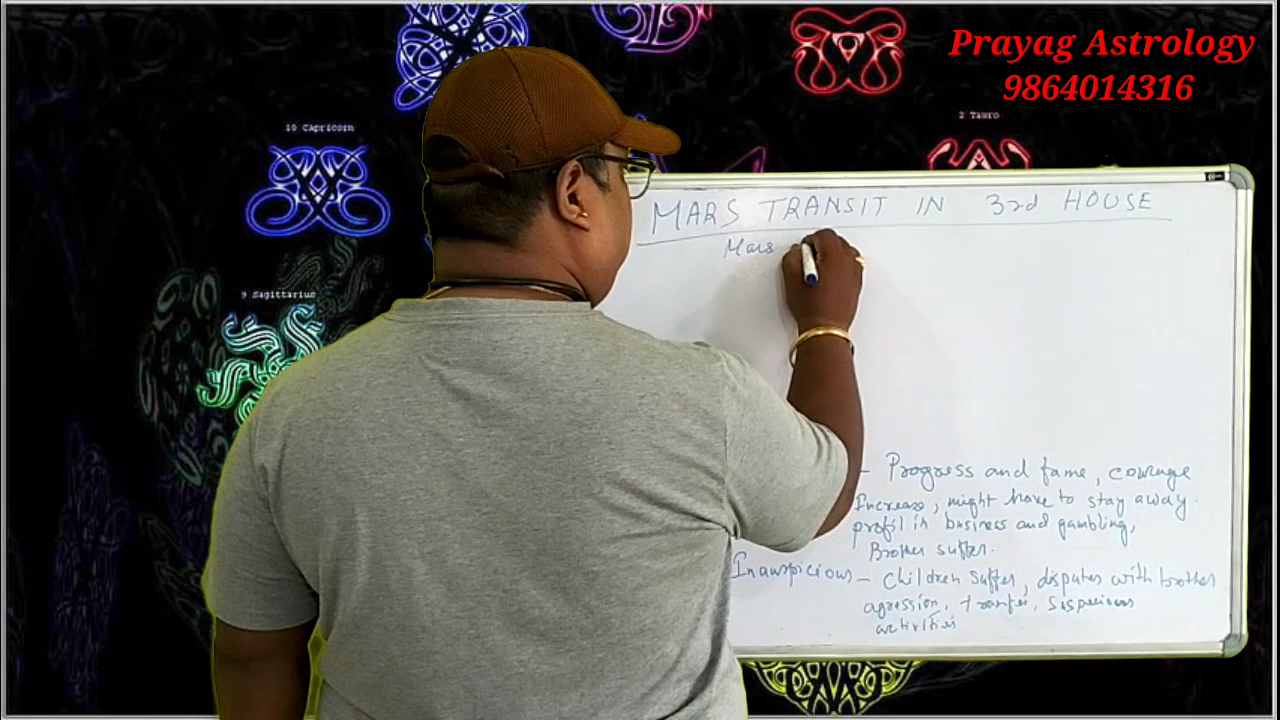 Prayag Astrology
9864014316
10 Capricorn
2 Tauro
9 Sagittarius
MARS TRANSIT IN 3rd HOUSE
Mars
- Progress and fame, courage
Increase, might have to stay away.
profit in business and gambling,
Brother suffer.
Inauspicious - Children Suffer, disputes with brother
agression, transfer, Suspecious
activities